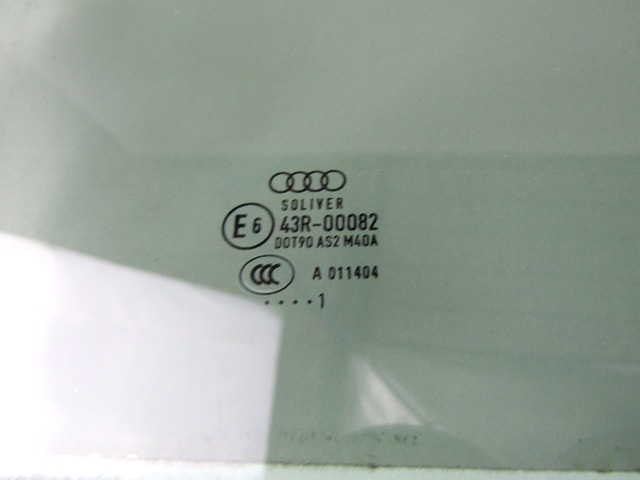 SOLIVER
E6 43R-00082
DOT90 AS2 M40A
CCC A 011404
....1